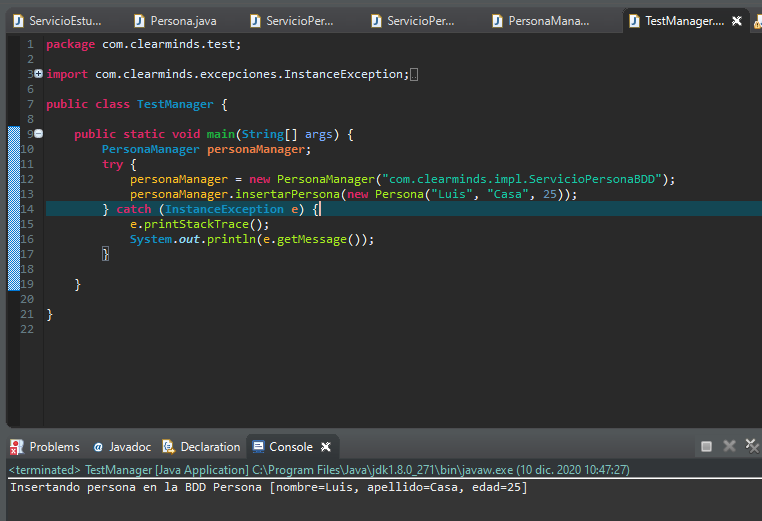 ServicioEstu...
Persona.java
ServicioPer...
ServicioPer...
PersonaMana...
TestManager....
1 package com.clearminds.test;
2
3 import com.clearminds.excepciones.InstanceException;
6
7 public class TestManager {
8
9 public static void main(String[] args) {
10 PersonaManager personaManager;
11 try {
12 personaManager = new PersonaManager("com.clearminds.impl.ServicioPersonaBDD");
13 personaManager.insertarPersona(new Persona("Luis", "Casa", 25));
14 } catch (InstanceException e) {
15 e.printStackTrace();
16 System.out.println(e.getMessage());
17 }
18
19 }
20
21 }
22
Problems @ Javadoc Declaration Console
<terminated> TestManager [Java Application] C:\Program Files\Java\jdk1.8.0_271\bin\javaw.exe (10 dic. 2020 10:47:27)
Insertando persona en la BDD Persona [nombre=Luis, apellido=Casa, edad=25]